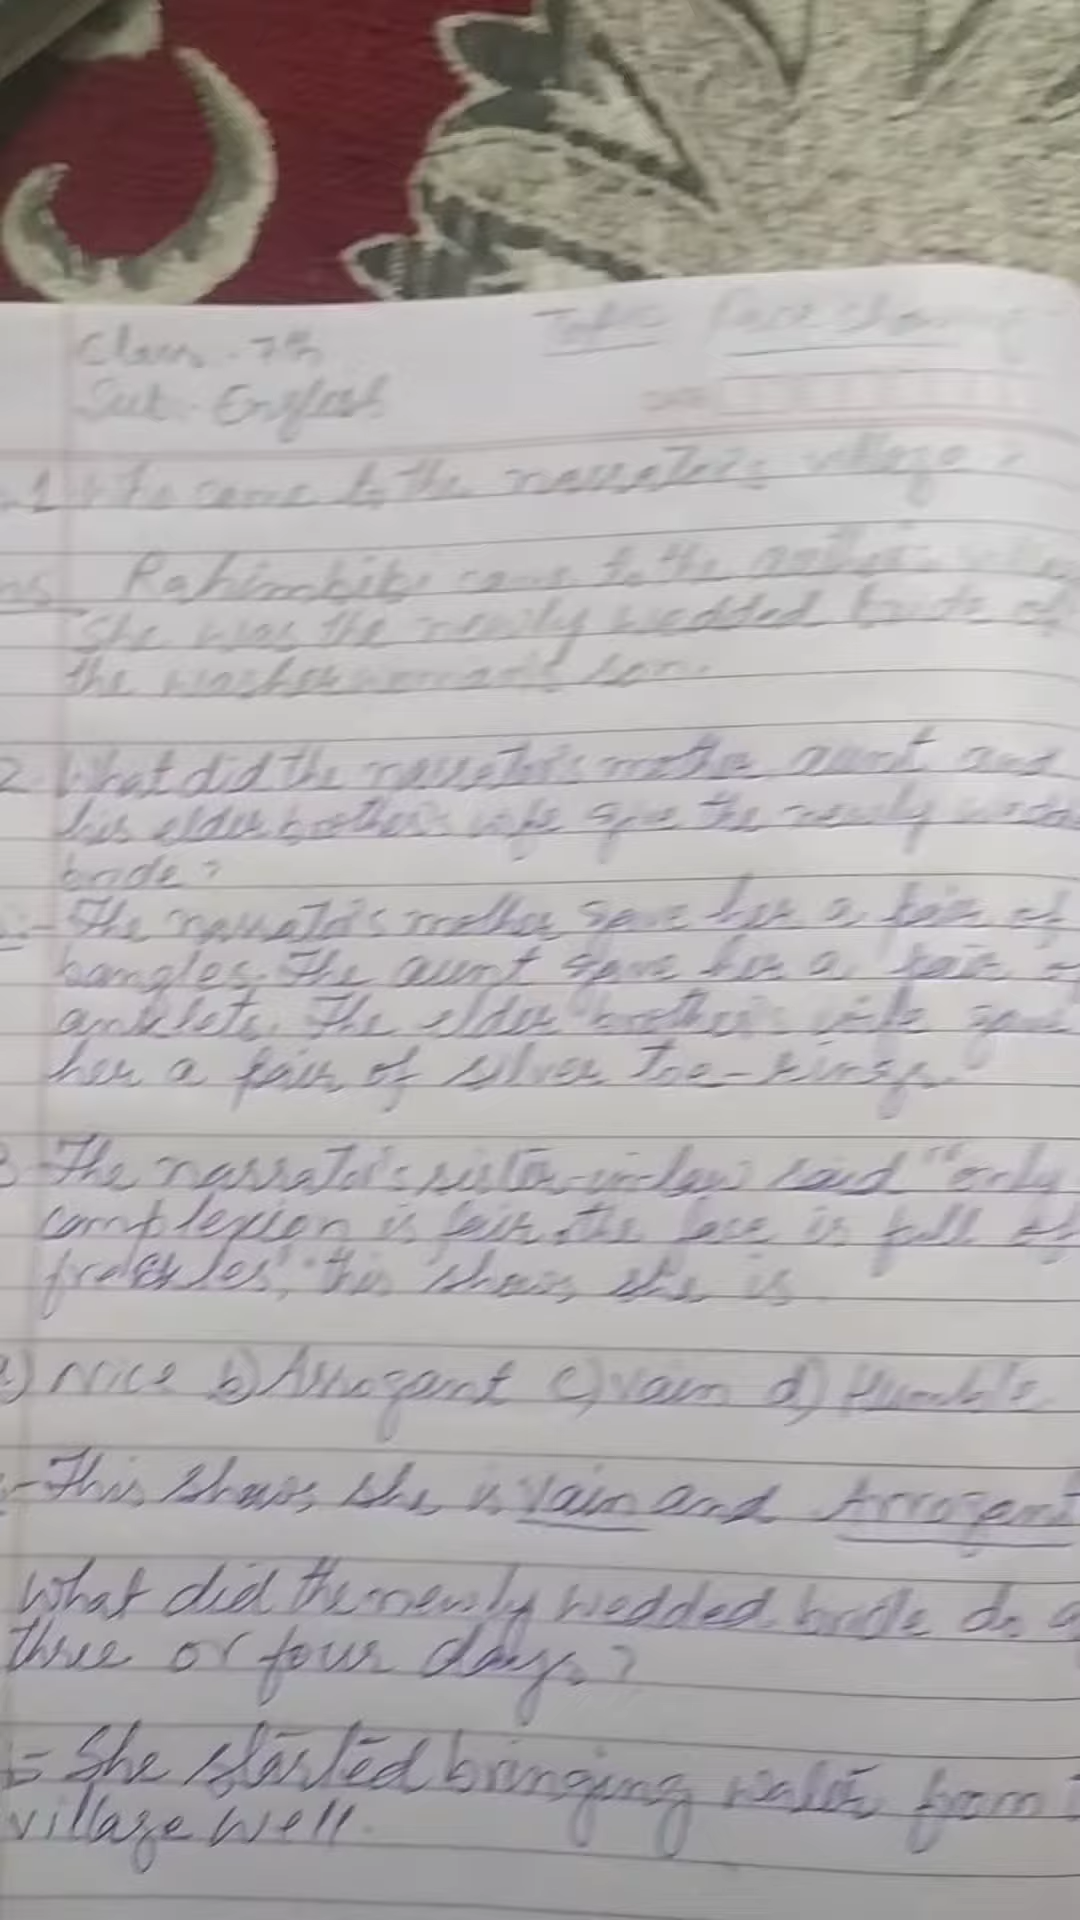 Class - 7th
Topic
Sub - English
.1 Who came to the narrator's village?
ns Rahimbibi came to the
She was the newly wedded bride of
the washerwoman's son.
2. What did the narrator's mother aunt and
his elder brother's wife give the newly
bride?
:- The narrator's mother gave her a pair of
bangles. The aunt gave her a pair of
anklets. The elder brother's wife gave
her a pair of silver toe-rings.
3 - The narrator's sister-in-law said "only
complexion is fair, the face is full of
freckles", this shows she is
a) Nice b) Arrogant c) vain d) Humble
:- This shows she is vain and Arrogant
What did the newly wedded bride do
three or four days?
:- She started bringing water from
village well.